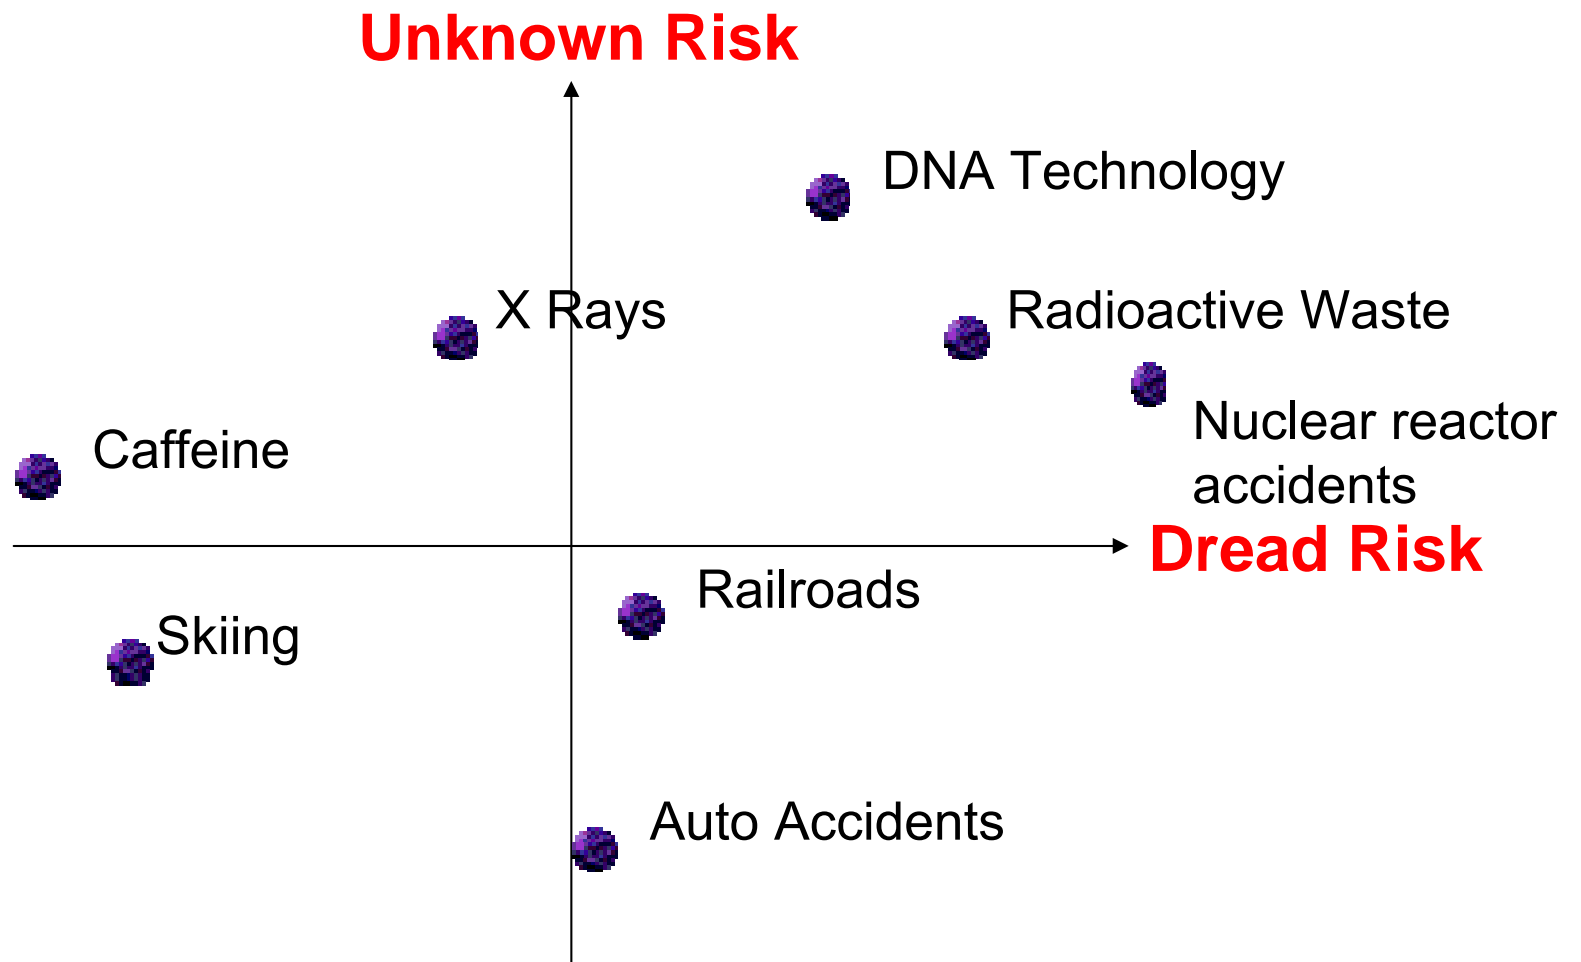 Unknown Risk
DNA Technology
X Rays
Radioactive Waste
Nuclear reactor
accidents
Caffeine
Dread Risk
Railroads
Skiing
Auto Accidents